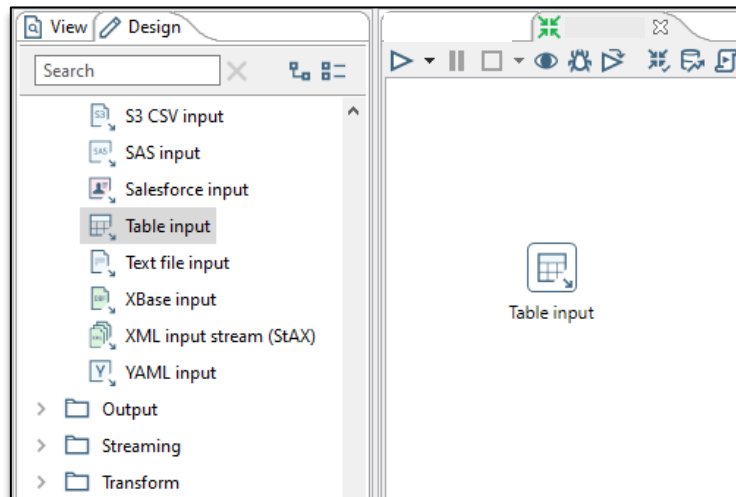 View
Design
Search
S3 CSV input
SAS input
Salesforce input
Table input
Text file input
XBase input
XML input stream (StAX)
YAML input
Output
Streaming
Transform
Table input